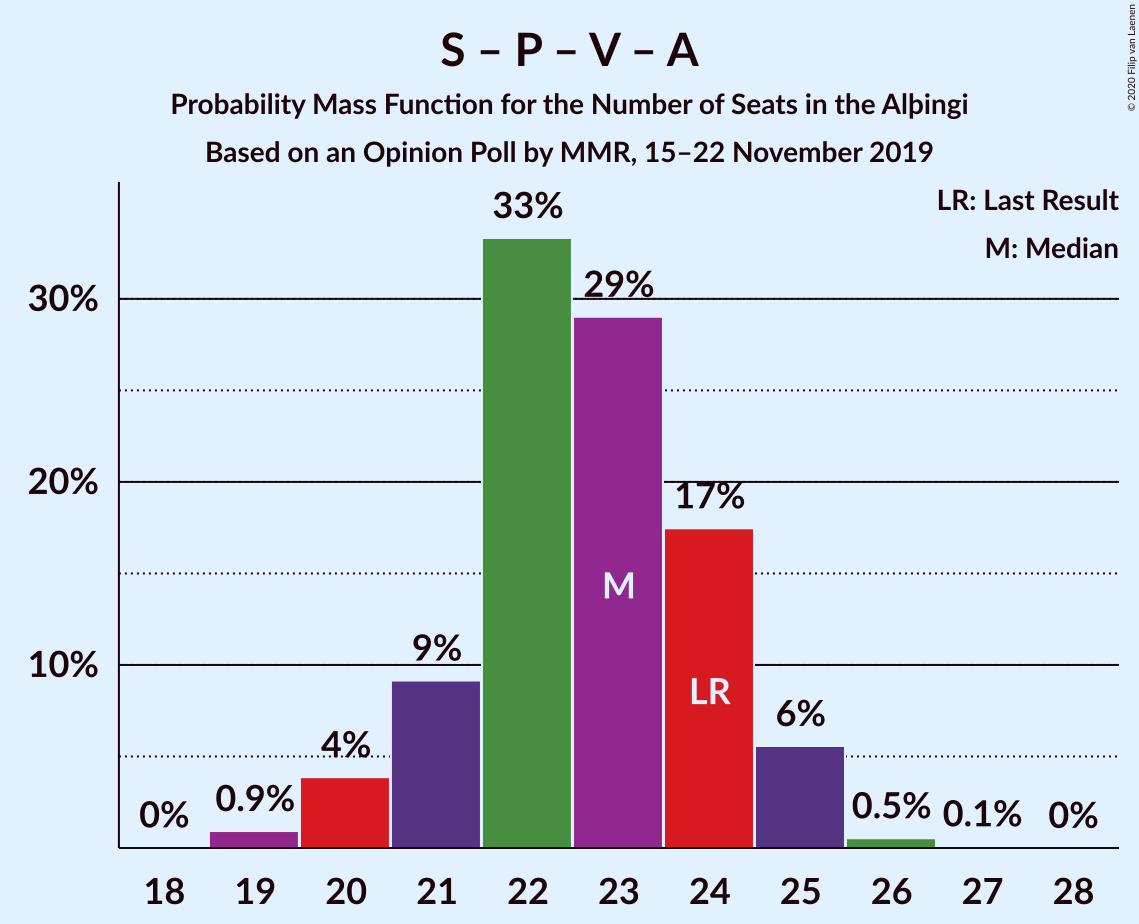 S – P – V – A
Probability Mass Function for the Number of Seats in the Alþingi
Based on an Opinion Poll by MMR, 15–22 November 2019
© 2020 Filip van Laenen
LR: Last Result
M: Median
30%
20%
10%
0%
0.9%
4%
9%
33%
29%
17%
6%
0.5%
0.1%
0%
M
LR
18 19 20 21 22 23 24 25 26 27 28